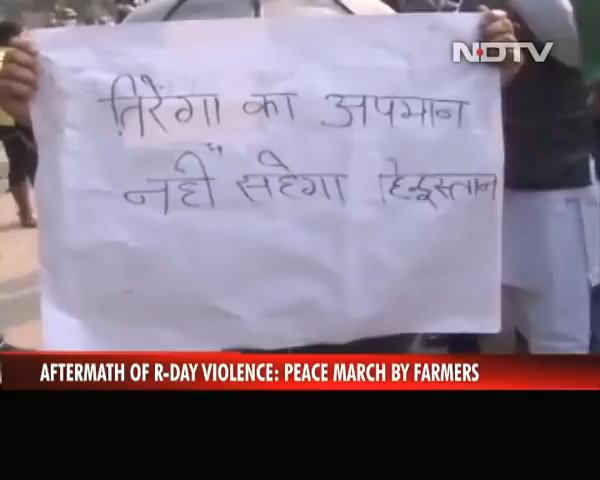 NDTV
तिरेंगा का अपमान
नहीं सहेगा हिन्दूस्तान
AFTERMATH OF R-DAY VIOLENCE: PEACE MARCH BY FARMERS